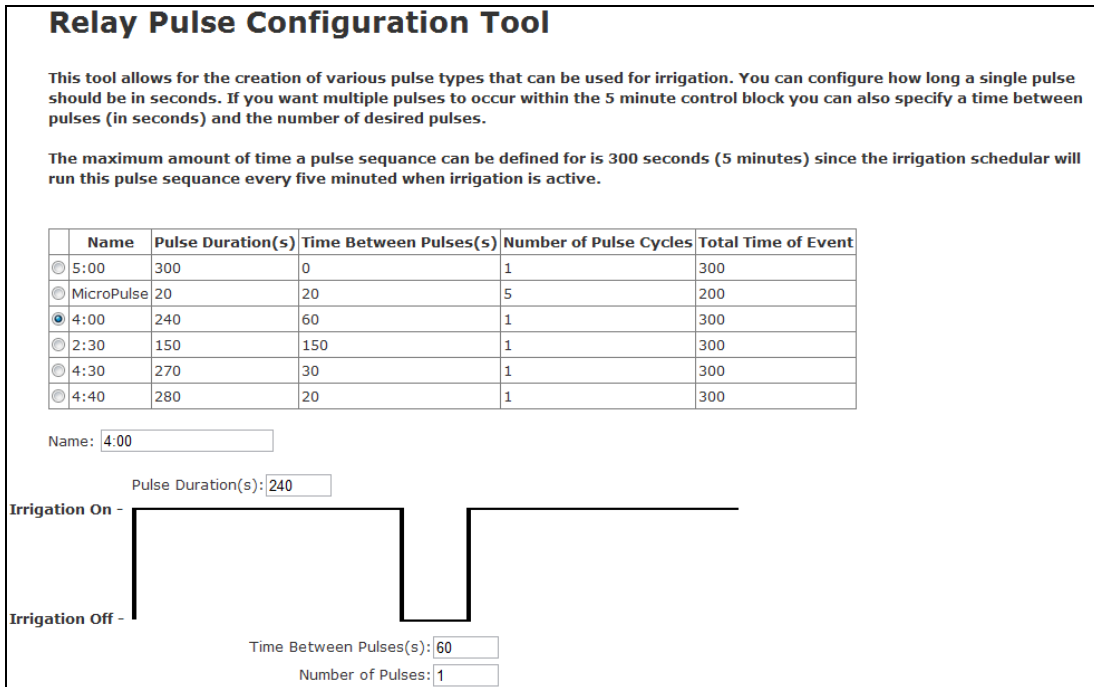 Relay Pulse Configuration Tool
This tool allows for the creation of various pulse types that can be used for irrigation. You can configure how long a single pulse
should be in seconds. If you want multiple pulses to occur within the 5 minute control block you can also specify a time between
pulses (in seconds) and the number of desired pulses.
The maximum amount of time a pulse sequance can be defined for is 300 seconds (5 minutes) since the irrigation schedular will
run this pulse sequance every five minuted when irrigation is active.
Name Pulse Duration(s) Time Between Pulses(s) Number of Pulse Cycles Total Time of Event
5:00 300 0 1 300
MicroPulse 20 20 5 200
4:00 240 60 1 300
2:30 150 150 1 300
4:30 270 30 1 300
4:40 280 20 1 300
Name: 4:00
Pulse Duration(s): 240
Irrigation On -
Irrigation Off -
Time Between Pulses(s): 60
Number of Pulses: 1